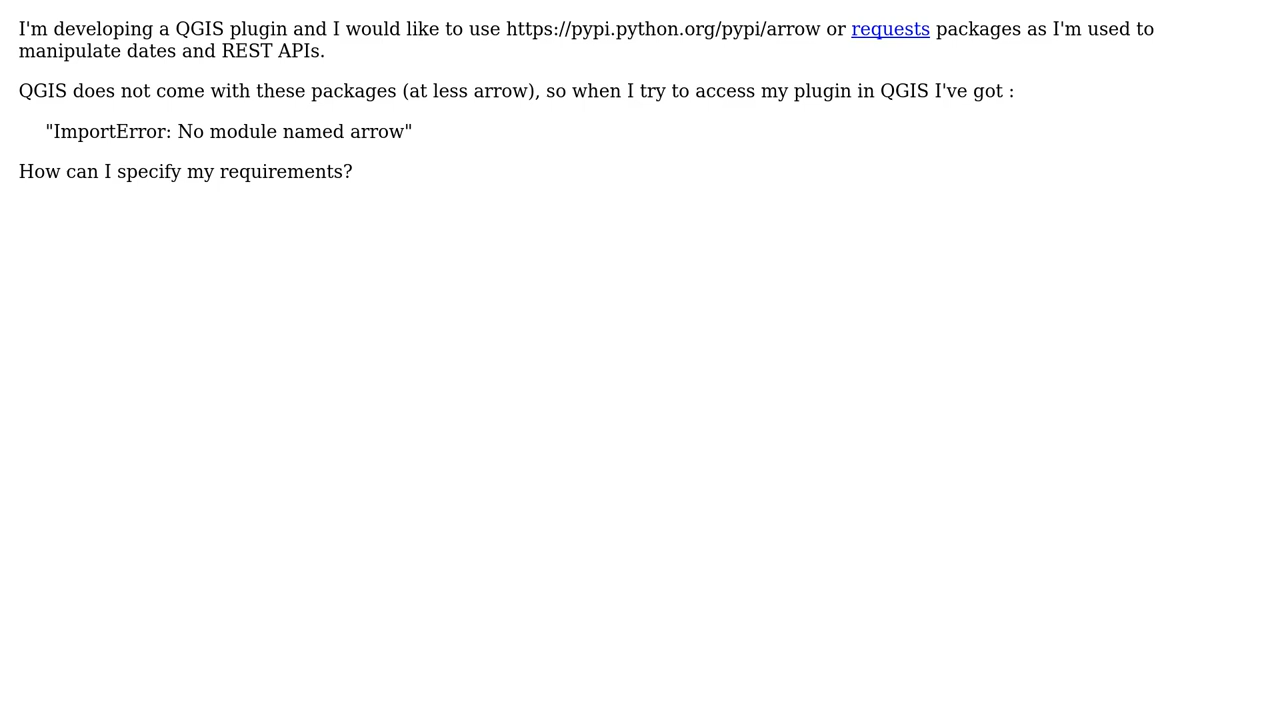 I'm developing a QGIS plugin and I would like to use https://pypi.python.org/pypi/arrow or requests packages as I'm used to
manipulate dates and REST APIs.
QGIS does not come with these packages (at less arrow), so when I try to access my plugin in QGIS I've got :
"ImportError: No module named arrow"
How can I specify my requirements?